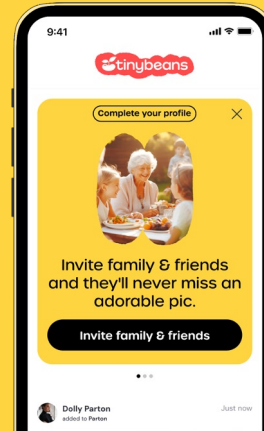 9:41
tinybeans
Complete your profile
Invite family & friends
and they'll never miss an
adorable pic.
Invite family & friends
Dolly Parton
Just now
added to Parton